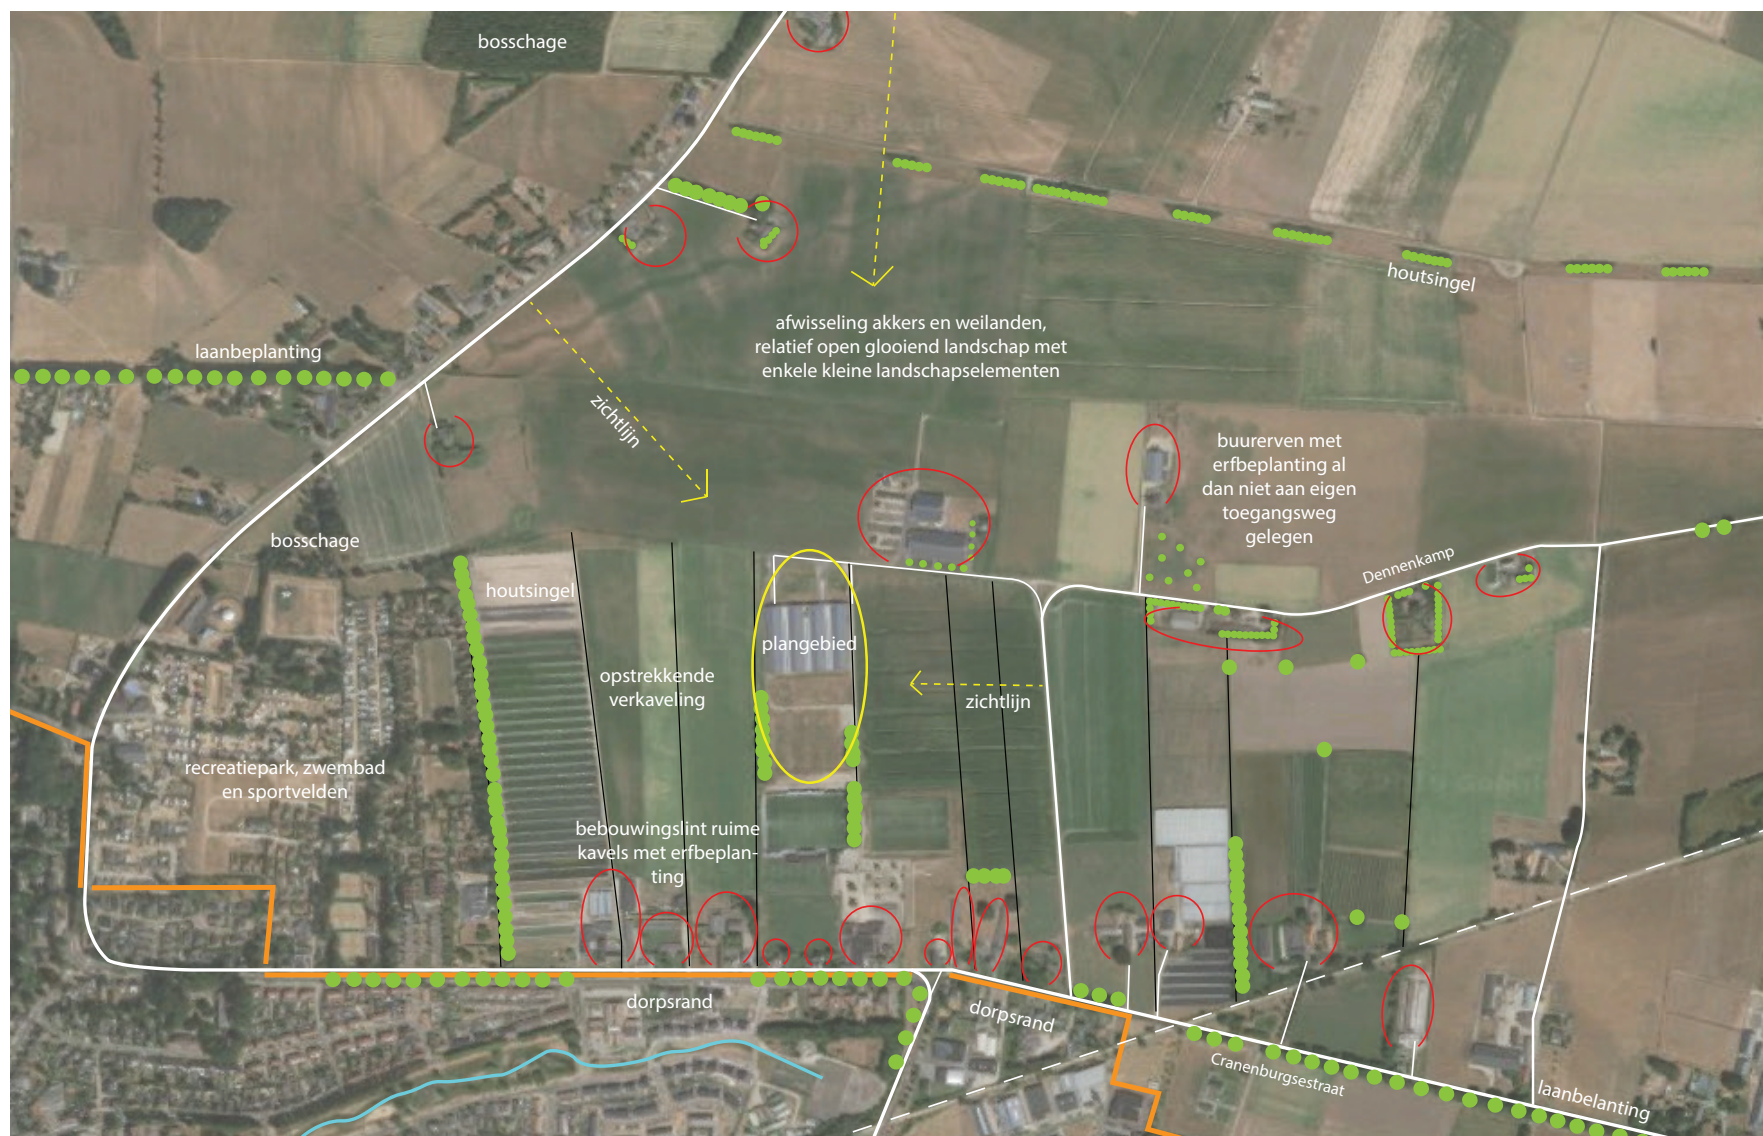 bosschage
houtsingel
afwisseling akkers en weilanden,
relatief open glooiend landschap met
enkele kleine landschapselementen
laanbeplanting
zichtlijn
buurerven met
erfbeplanting al
dan niet aan eigen
toegangsweg
gelegen
bosschage
Dennenkamp
houtsingel
plangebied
opstrekkende
verkaveling
zichtlijn
recreatiepark, zwembad
en sportvelden
bebouwingslint ruime
kavels met erfbeplan-
ting
dorpsrand
dorpsrand
Cranenburgsestraat
laanbelanting